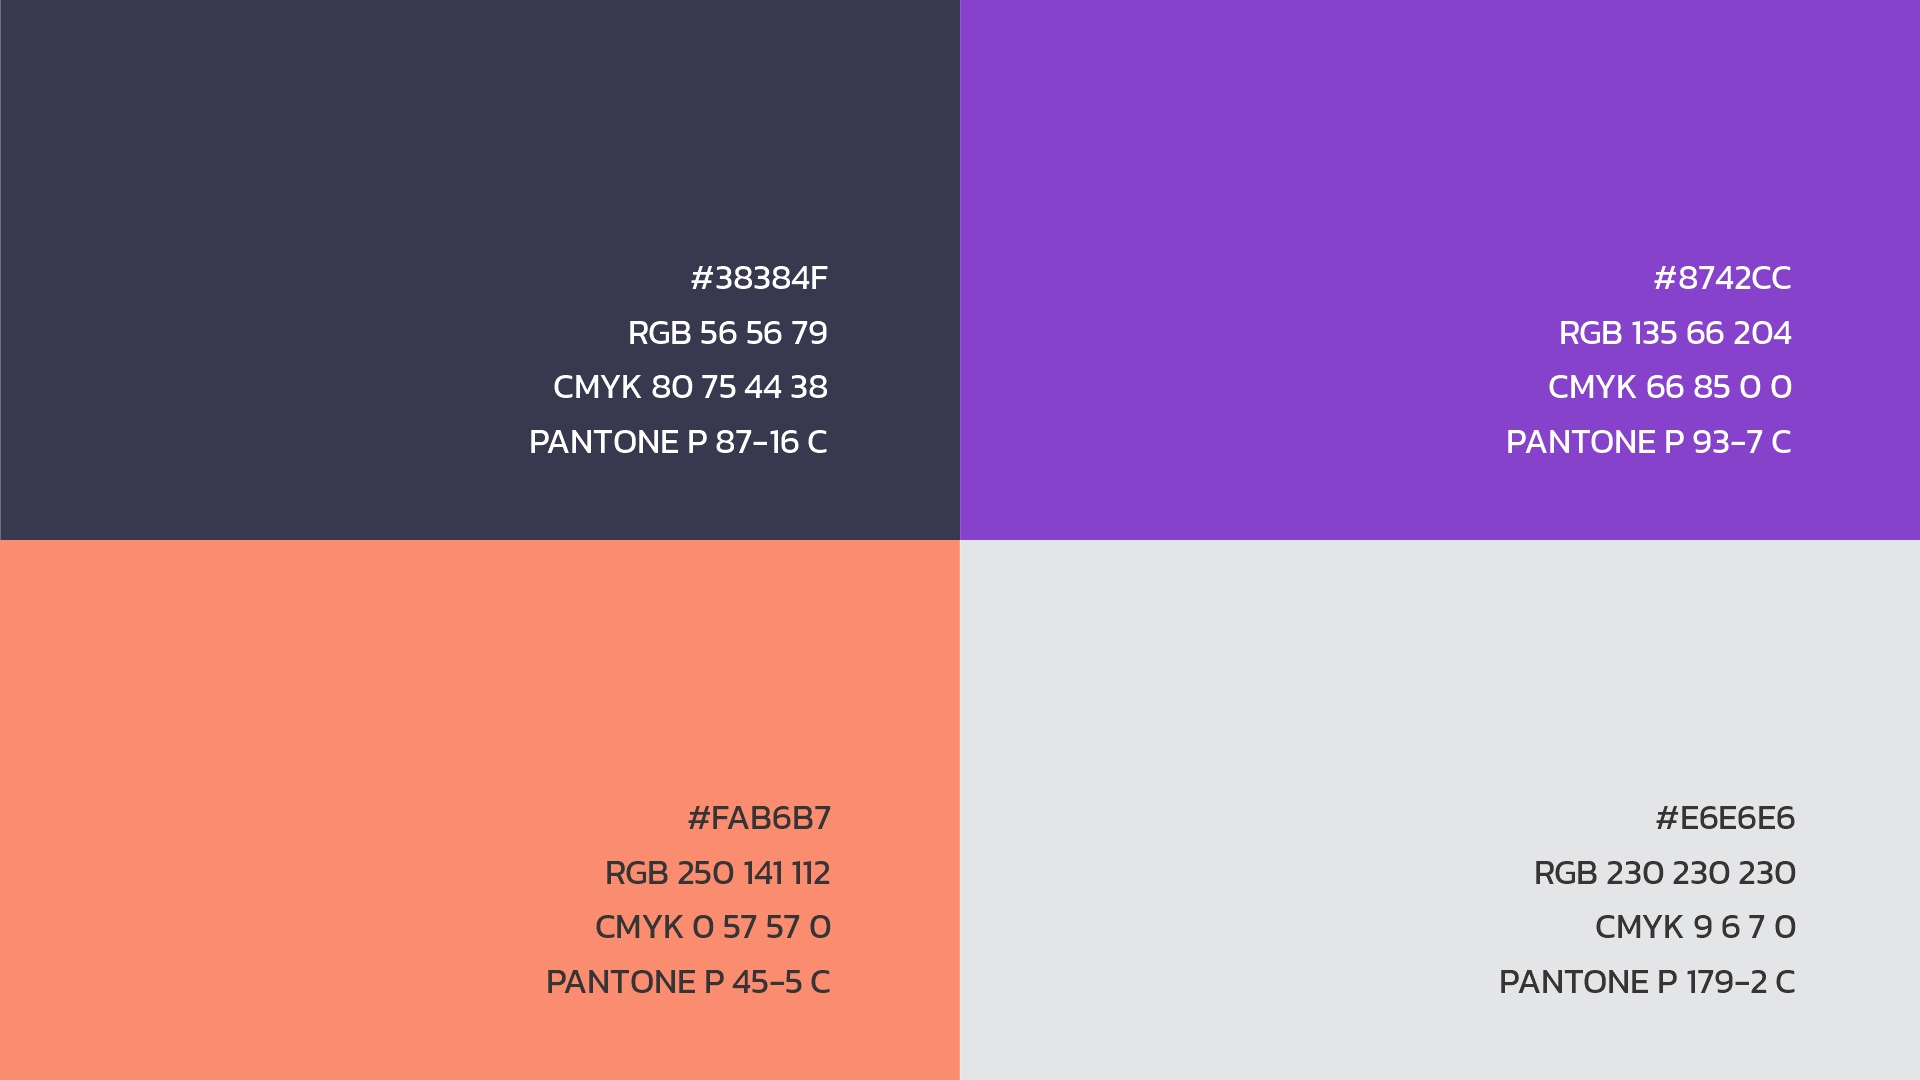 #38384F
RGB 56 56 79
CMYK 80 75 44 38
PANTONE P 87-16 C
#8742CC
RGB 135 66 204
CMYK 66 85 0 0
PANTONE P 93-7 C
#FAB6B7
RGB 250 141 112
CMYK 0 57 57 0
PANTONE P 45-5 C
#E6E6E6
RGB 230 230 230
CMYK 9 6 7 0
PANTONE P 179-2 C